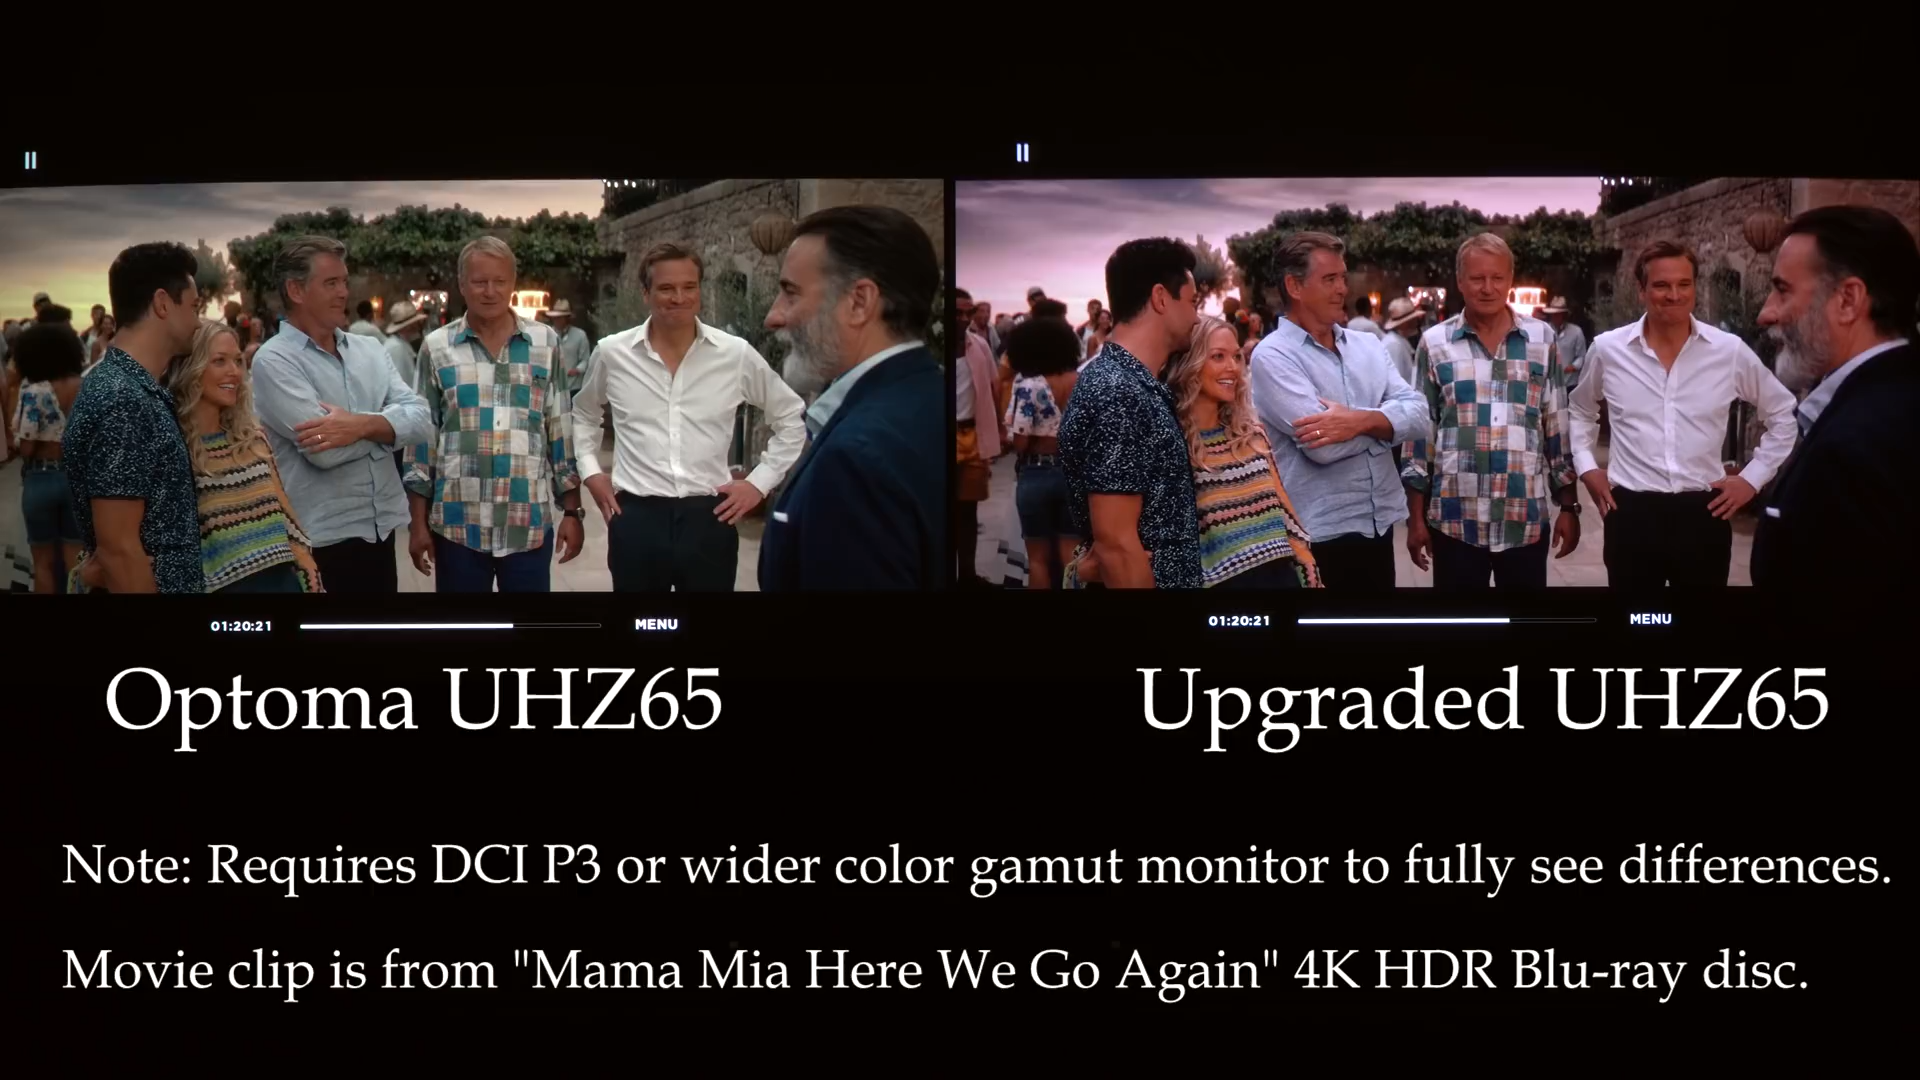 01:20:21 MENU
01:20:21 MENU
Optoma UHZ65
Upgraded UHZ65
Note: Requires DCI P3 or wider color gamut monitor to fully see differences.
Movie clip is from "Mama Mia Here We Go Again" 4K HDR Blu-ray disc.